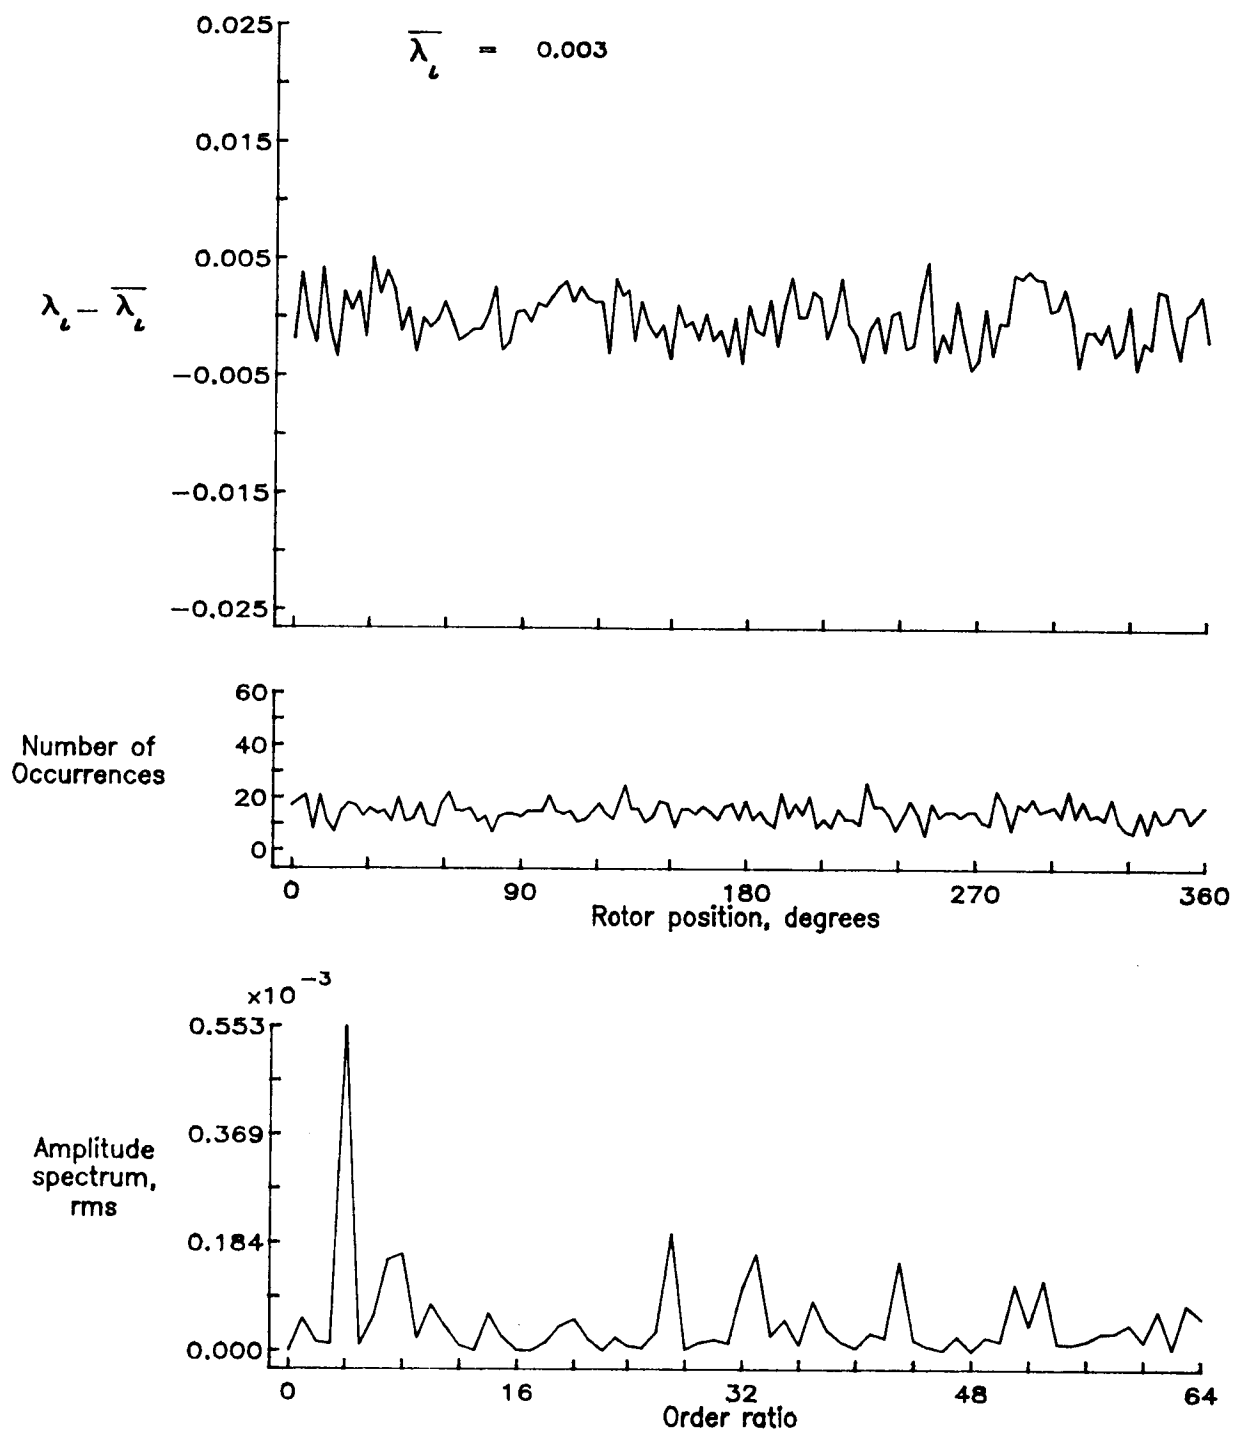 λ̅ᵢ = 0.003
0.025
0.015
0.005
λᵢ – λ̅ᵢ
−0.005
−0.015
−0.025
60
40
20
0
Number of
Occurrences
0 90 180 270 360
Rotor position, degrees
×10⁻³
0.553
0.369
0.184
0.000
Amplitude
spectrum,
rms
0 16 32 48 64
Order ratio